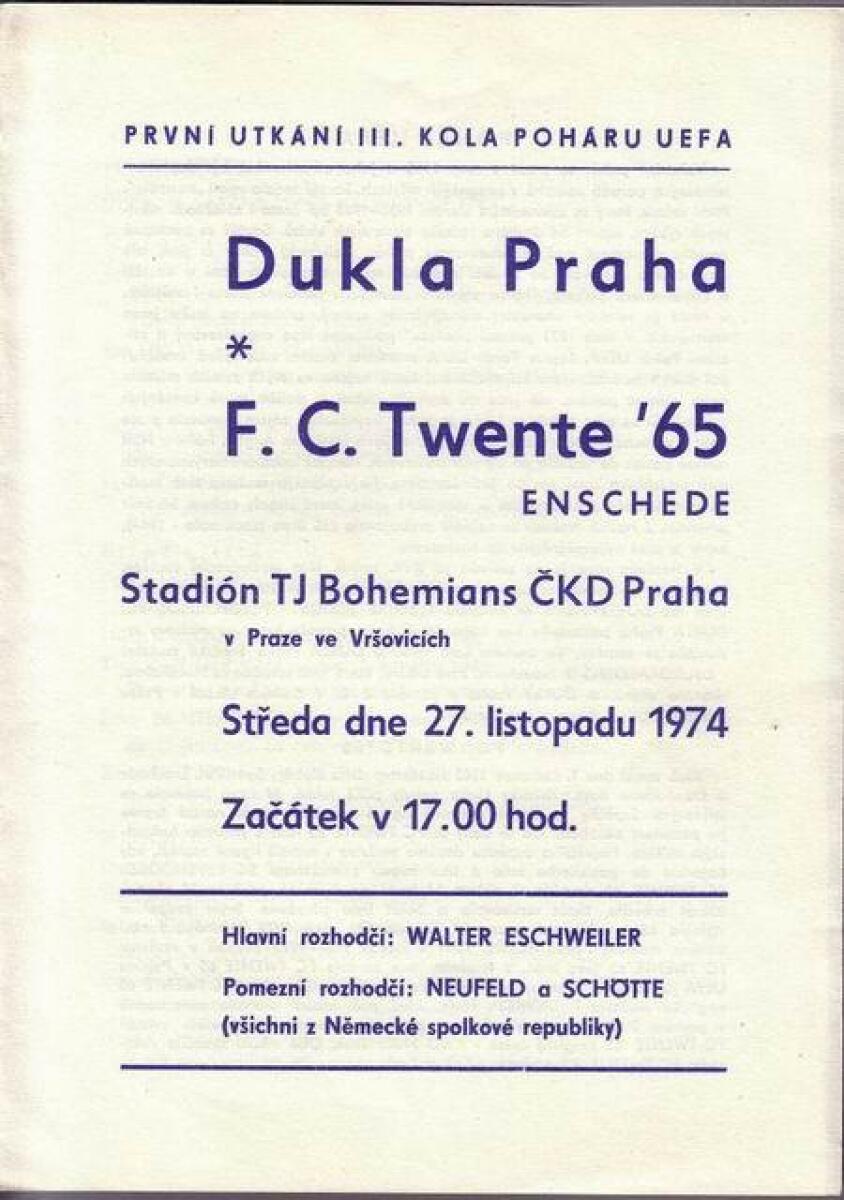 PRVNÍ UTKÁNÍ III. KOLA POHÁRU UEFA
Dukla Praha
*
F. C. Twente '65
ENSCHEDE
Stadión TJ Bohemians ČKD Praha
v Praze ve Vršovicích
Středa dne 27. listopadu 1974
Začátek v 17.00 hod.
Hlavní rozhodčí: WALTER ESCHWEILER
Pomezní rozhodčí: NEUFELD a SCHÖTTE
(všichni z Německé spolkové republiky)